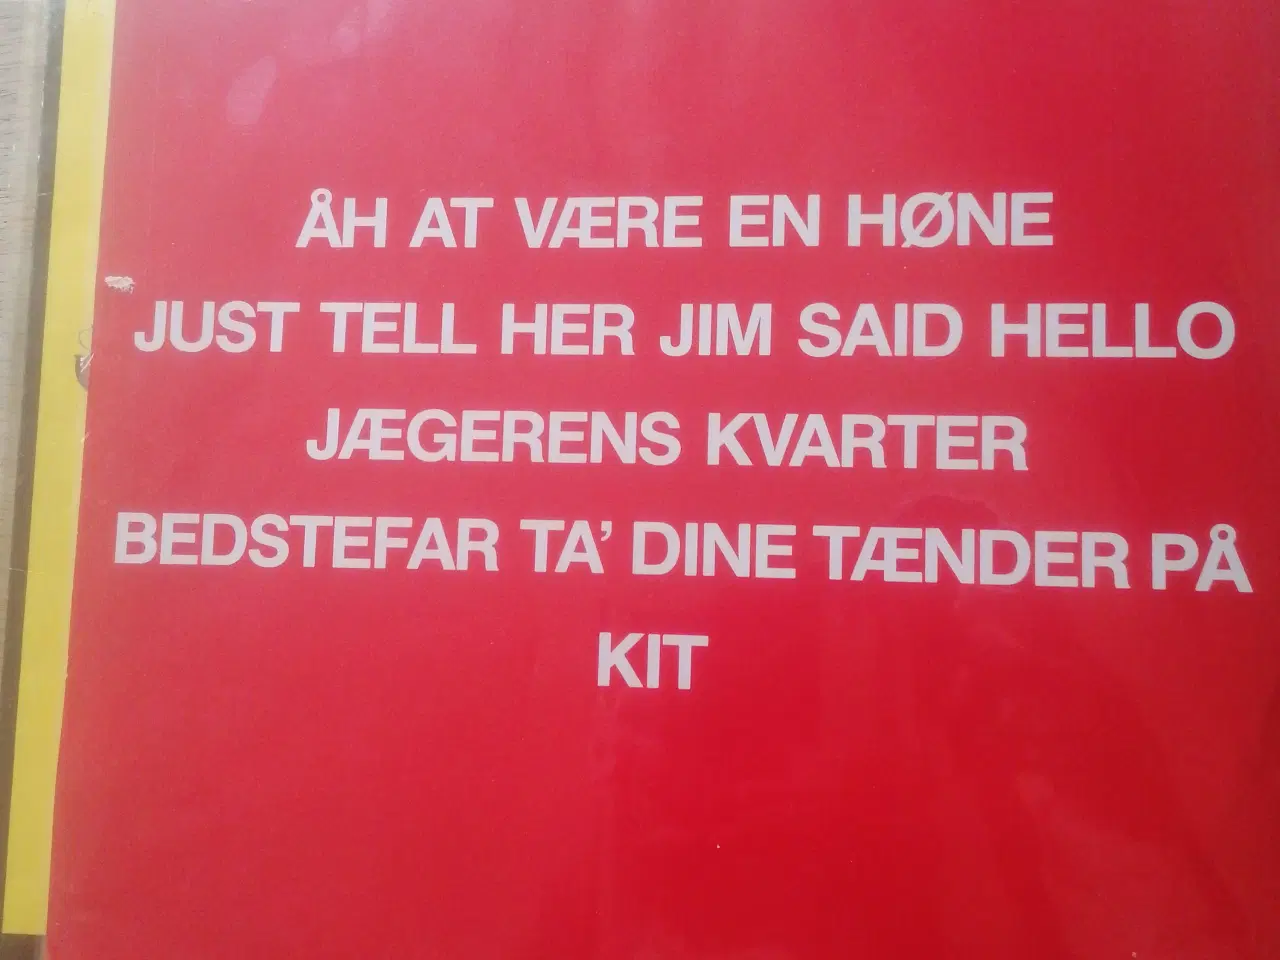 ÅH AT VÆRE EN HØNE
JUST TELL HER JIM SAID HELLO
JÆGERENS KVARTER
BEDSTEFAR TA' DINE TÆNDER PÅ
KIT